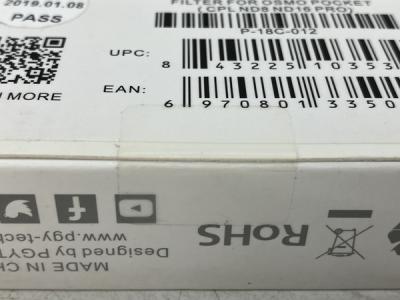 2019.01.08
PASS
FILTER FOR OSMO POCKET
(CPL ND8 ND16 PRO)
P-18C-012
UPC:
8 43225 10353
MORE
EAN:
6 970801 3350
RoHS
www.pgy-tech
Designed by PGYT
MADE IN CH